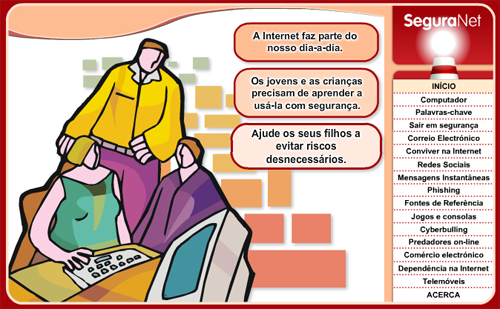 A Internet faz parte do
nosso dia-a-dia.
Os jovens e as crianças
precisam de aprender a
usá-la com segurança.
Ajude os seus filhos a
evitar riscos
desnecessários.
SeguraNet
INÍCIO
Computador
Palavras-chave
Sair em segurança
Correio Electrónico
Conviver na Internet
Redes Sociais
Mensagens Instantâneas
Phishing
Fontes de Referência
Jogos e consolas
Cyberbulling
Predadores on-line
Comércio electrónico
Dependência na Internet
Telemóveis
ACERCA